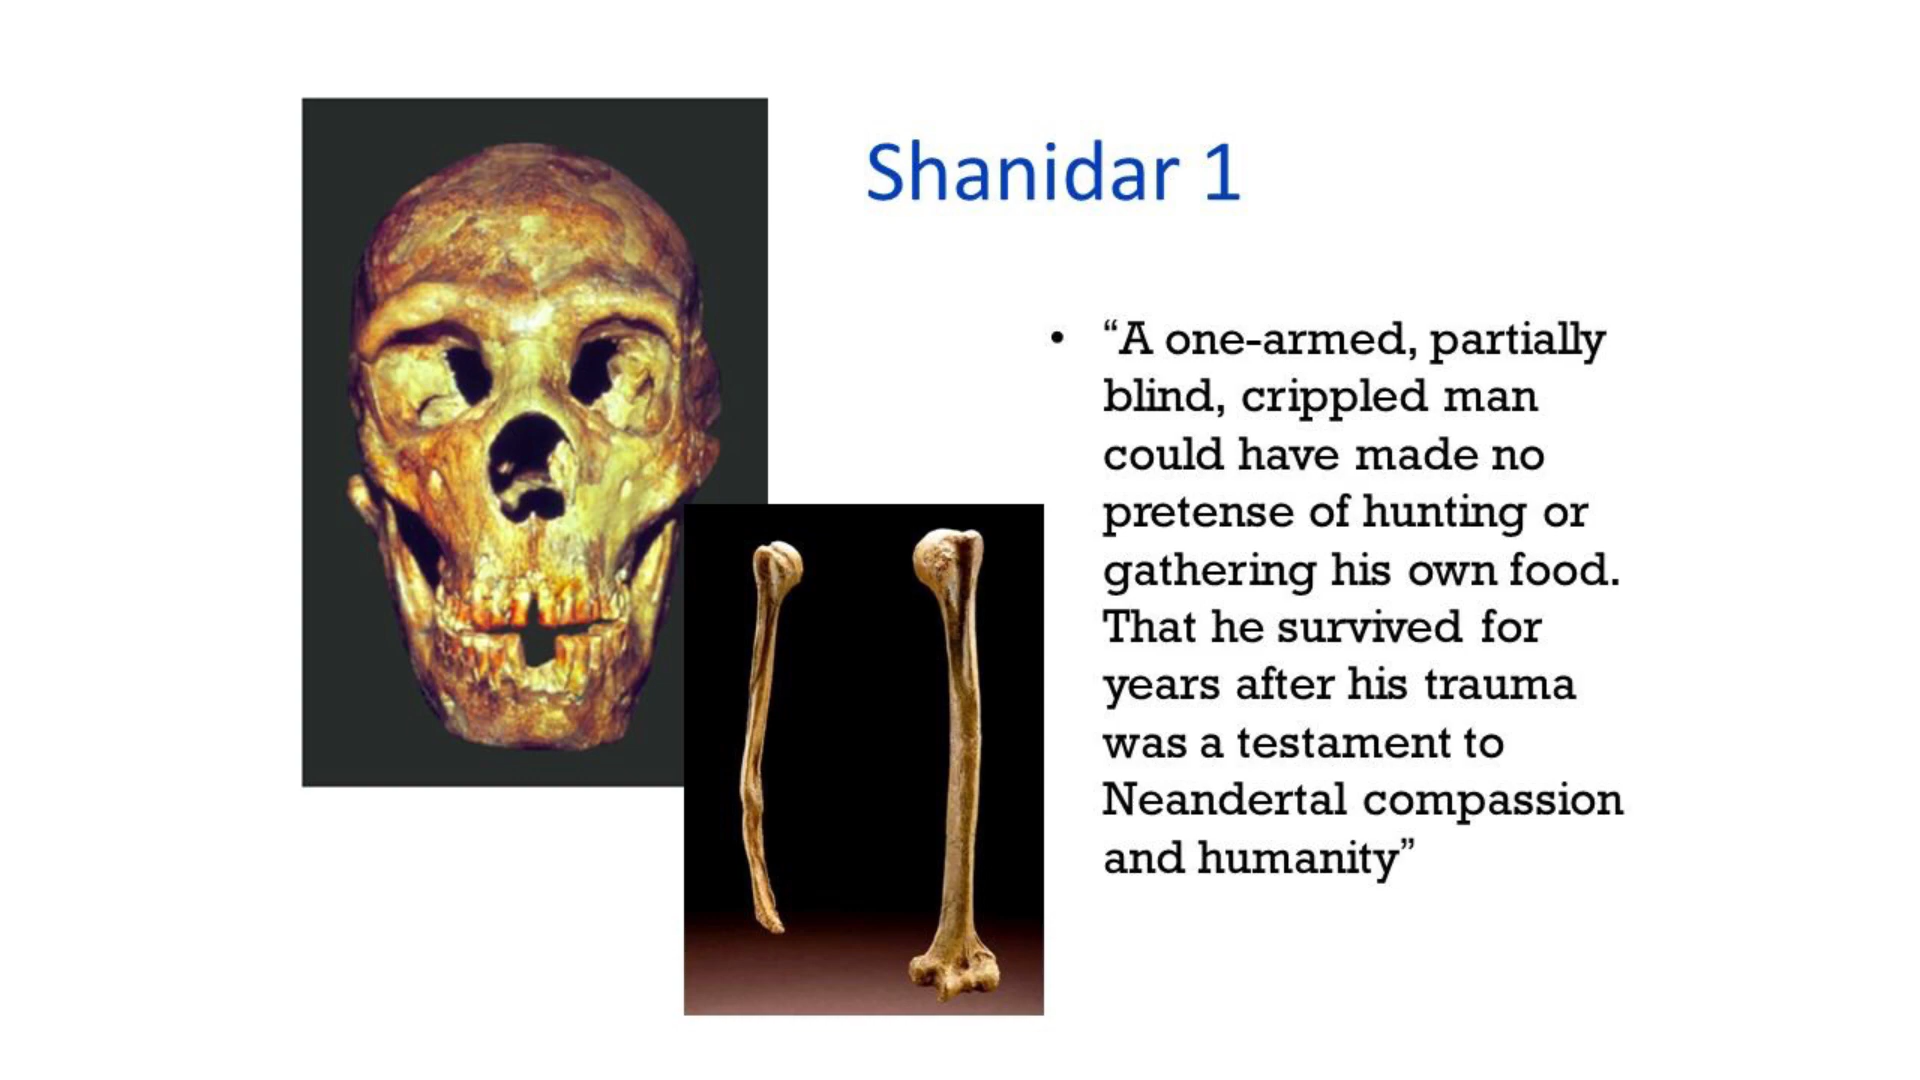 Shanidar 1
• “A one-armed, partially
blind, crippled man
could have made no
pretense of hunting or
gathering his own food.
That he survived for
years after his trauma
was a testament to
Neandertal compassion
and humanity”